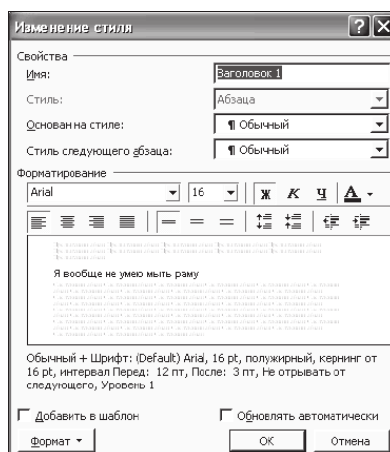 Изменение стиля
Свойства
Имя: Заголовок 1
Стиль: Абзаца
Основан на стиле: ¶ Обычный
Стиль следующего абзаца: ¶ Обычный
Форматирование
Arial 16 Ж К Ч А
Я вообще не умею мыть раму
Обычный + Шрифт: (Default) Arial, 16 pt, полужирный, кернинг от
16 pt, интервал Перед: 12 пт, После: 3 пт, Не отрывать от
следующего, Уровень 1
Добавить в шаблон Обновлять автоматически
Формат ОК Отмена